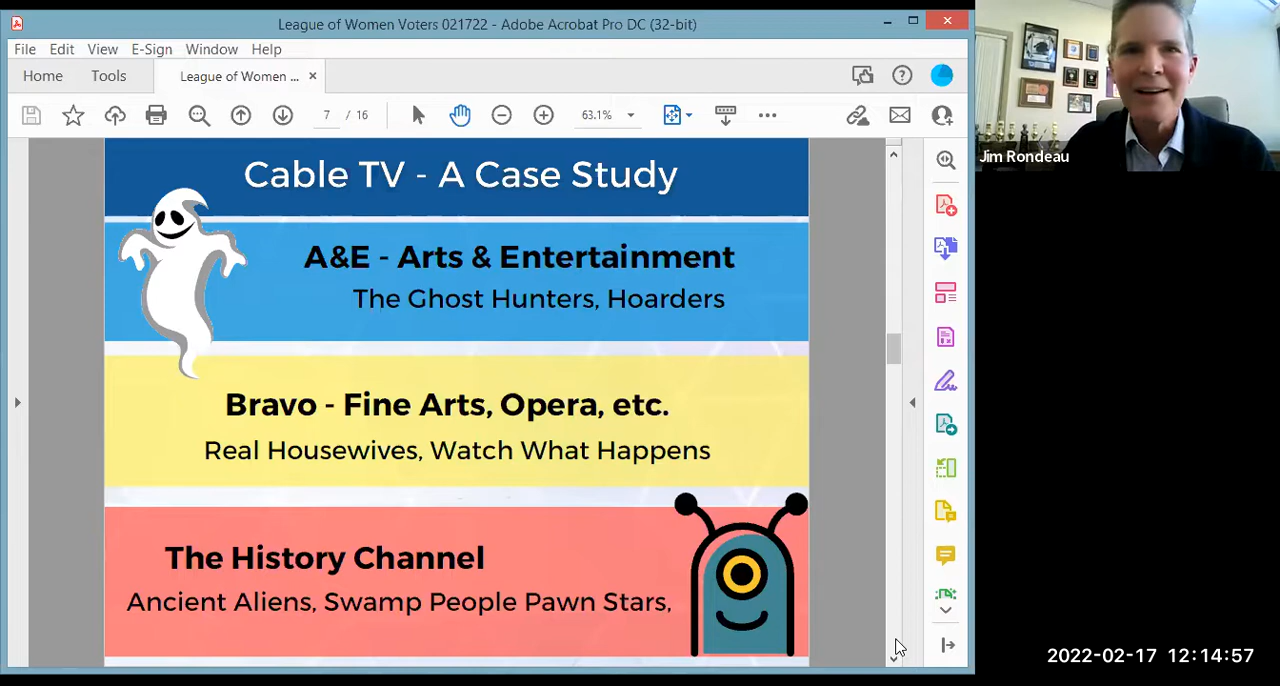 League of Women Voters 021722 - Adobe Acrobat Pro DC (32-bit)
File Edit View E-Sign Window Help
Home Tools League of Women ... ×
7 / 16 63.1%
Cable TV - A Case Study
A&E - Arts & Entertainment
The Ghost Hunters, Hoarders
Bravo - Fine Arts, Opera, etc.
Real Housewives, Watch What Happens
The History Channel
Ancient Aliens, Swamp People Pawn Stars,
Jim Rondeau
2022-02-17 12:14:57